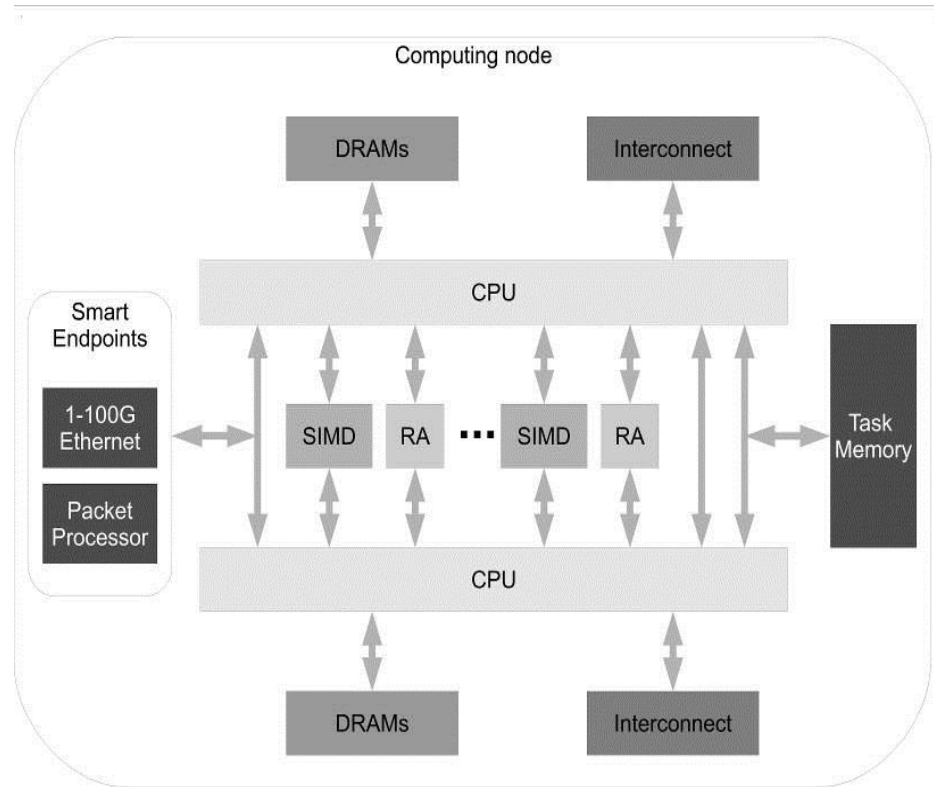 Computing node
DRAMs
Interconnect
CPU
Smart
Endpoints
1-100G
Ethernet
Packet
Processor
SIMD
RA
...
SIMD
RA
Task
Memory
CPU
DRAMs
Interconnect